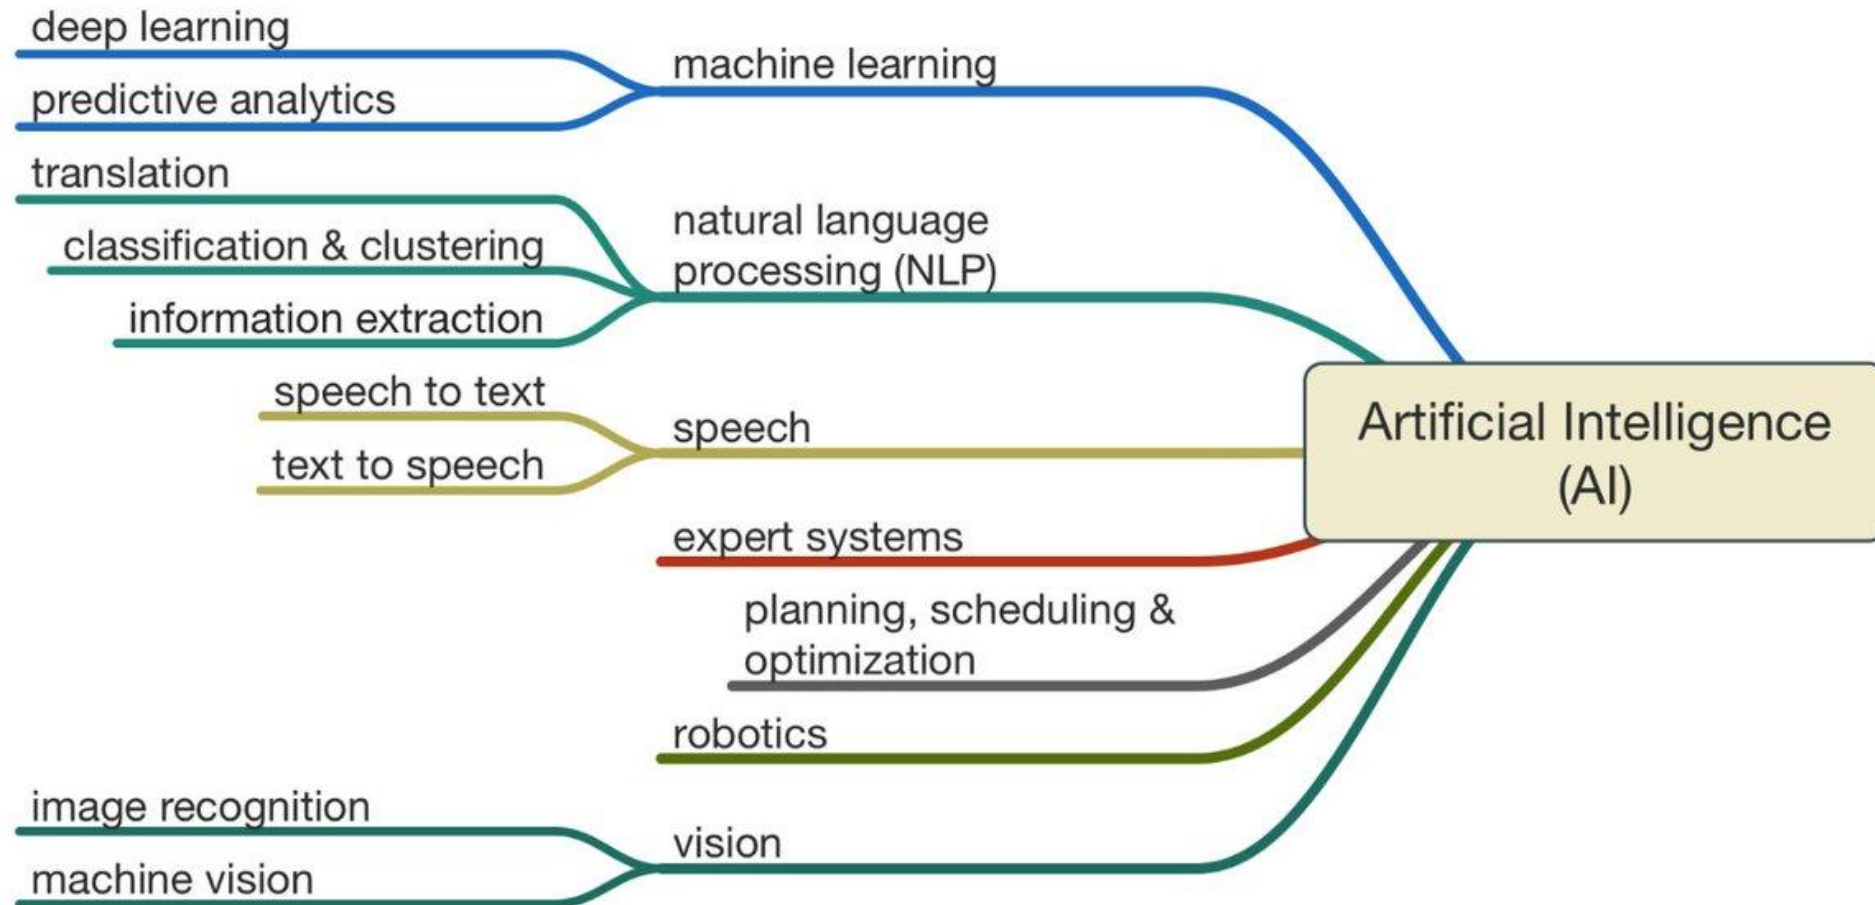 deep learning
predictive analytics
machine learning
translation
classification & clustering
information extraction
natural language
processing (NLP)
speech to text
text to speech
speech
expert systems
planning, scheduling &
optimization
robotics
image recognition
machine vision
vision
Artificial Intelligence
(AI)